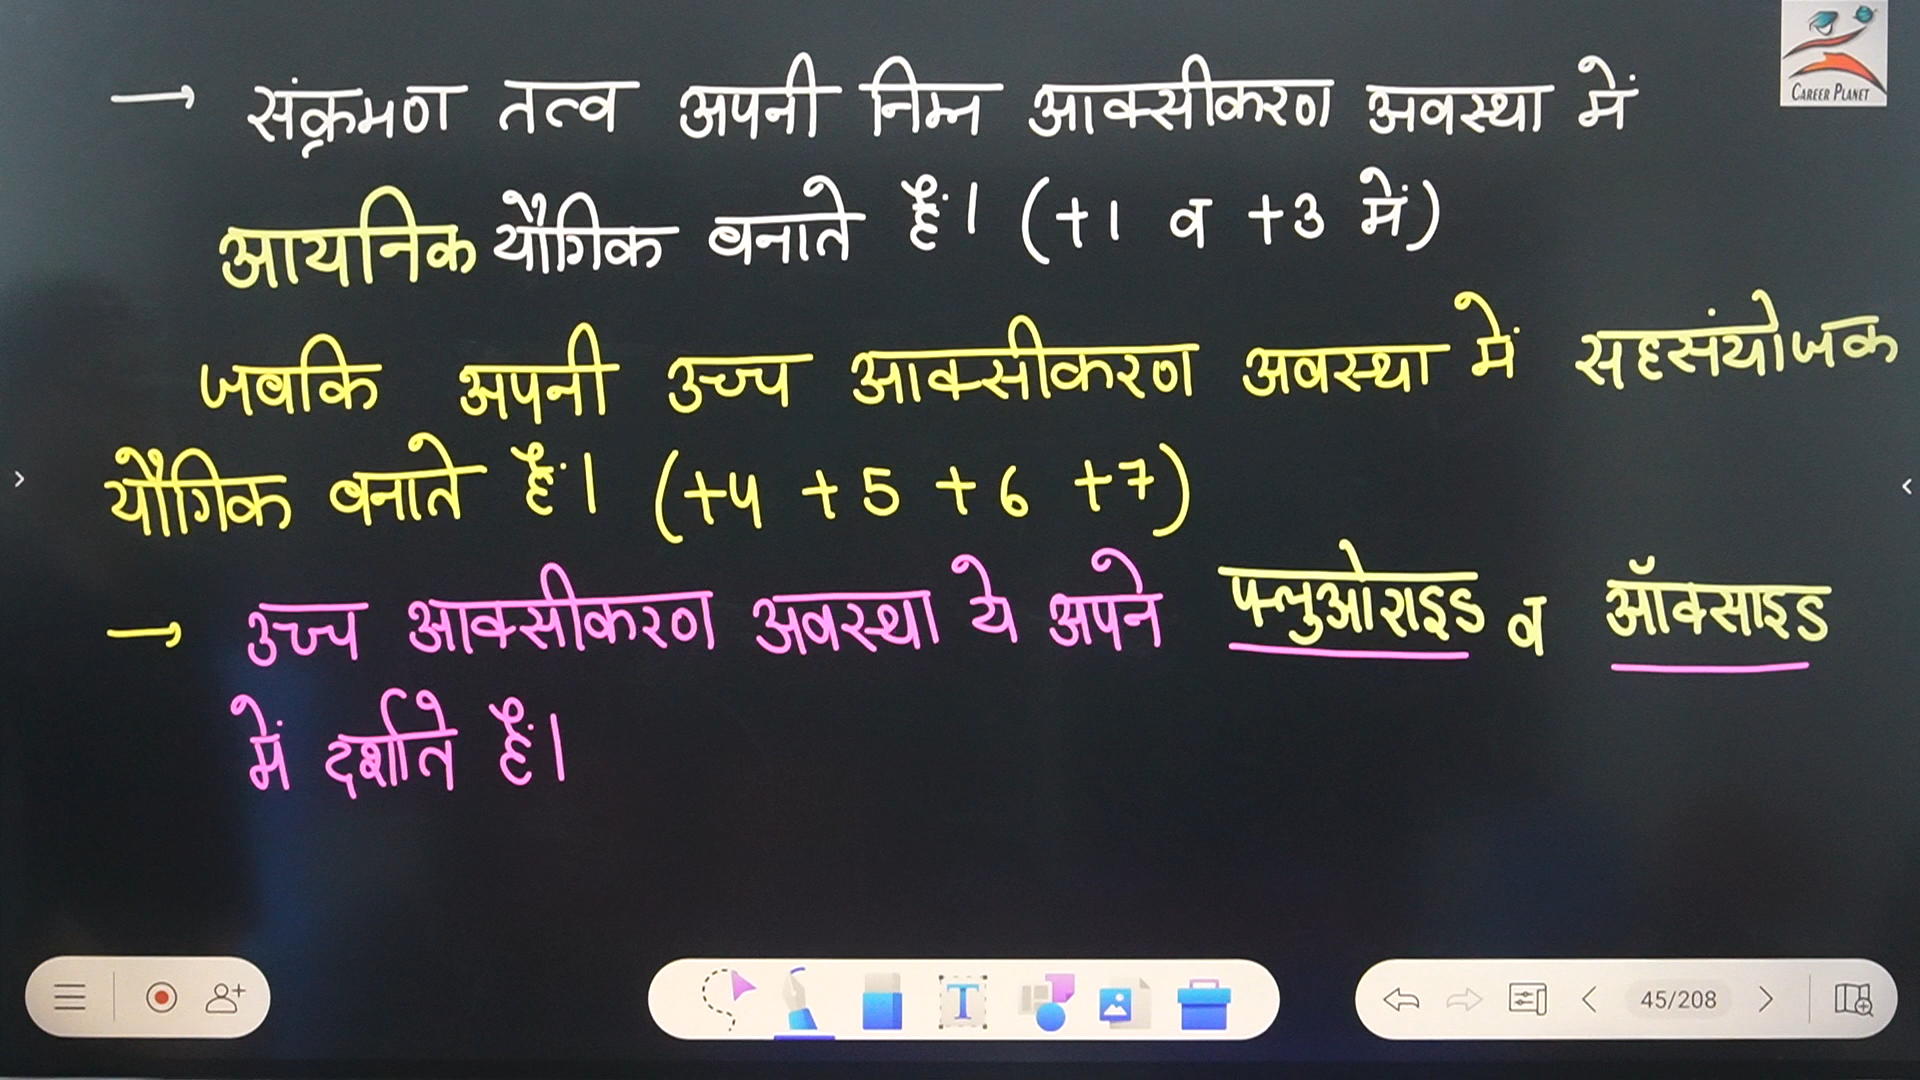 → संक्रमण तत्व अपनी निम्न आक्सीकरण अवस्था में
आयनिक यौगिक बनाते हैं। (+1 व +3 में)
जबकि अपनी उच्च आक्सीकरण अवस्था में सहसंयोजक
यौगिक बनाते हैं। (+4 +5 +6 +7)
→ उच्च आक्सीकरण अवस्था ये अपने फ्लुओराइड व ऑक्साइड
में दर्शाते हैं।
CAREER PLANET
T
45/208